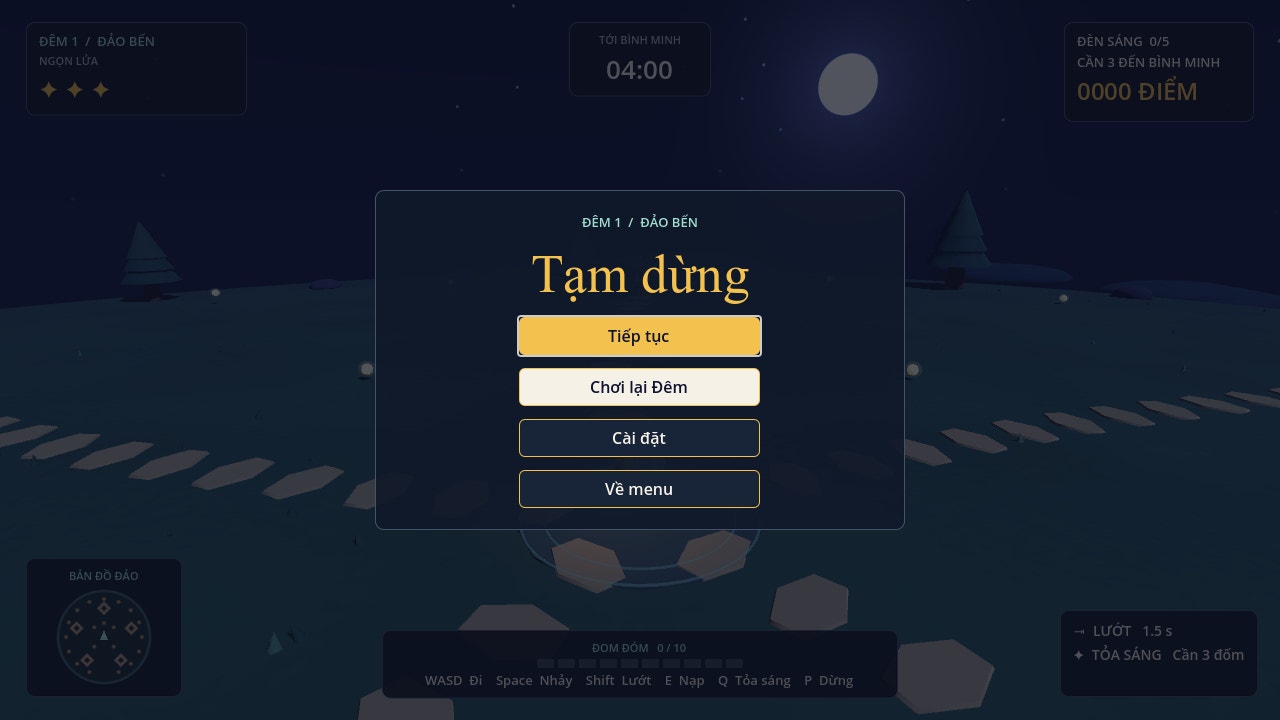 ĐÊM 1 / ĐẢO BẾN
NGỌN LỬA
TỚI BÌNH MINH
04:00
ĐÈN SÁNG 0/5
CẦN 3 ĐẾN BÌNH MINH
0000 ĐIỂM
ĐÊM 1 / ĐẢO BẾN
Tạm dừng
Tiếp tục
Chơi lại Đêm
Cài đặt
Về menu
BẢN ĐỒ ĐẢO
ĐOM ĐÓM 0 / 10
WASD Đi Space Nhảy Shift Lướt E Nạp Q Tỏa sáng P Dừng
LƯỚT 1.5 s
TỎA SÁNG Cần 3 đốm